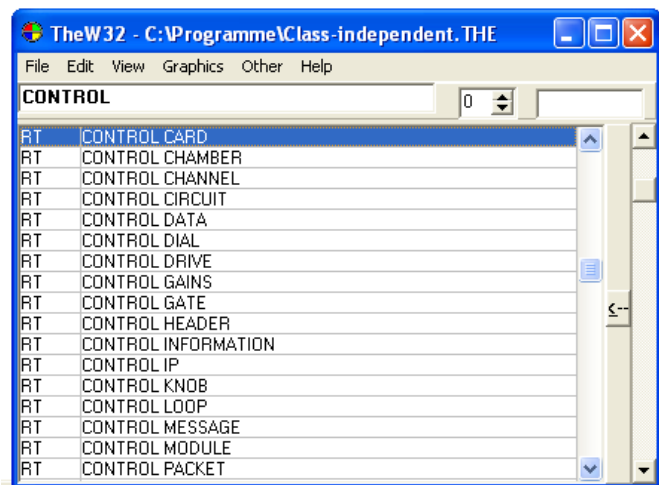 TheW32 - C:\Programme\Class-independent.THE
File Edit View Graphics Other Help
CONTROL 0
RT CONTROL CARD
RT CONTROL CHAMBER
RT CONTROL CHANNEL
RT CONTROL CIRCUIT
RT CONTROL DATA
RT CONTROL DIAL
RT CONTROL DRIVE
RT CONTROL GAINS
RT CONTROL GATE
RT CONTROL HEADER
RT CONTROL INFORMATION
RT CONTROL IP
RT CONTROL KNOB
RT CONTROL LOOP
RT CONTROL MESSAGE
RT CONTROL MODULE
RT CONTROL PACKET
<--